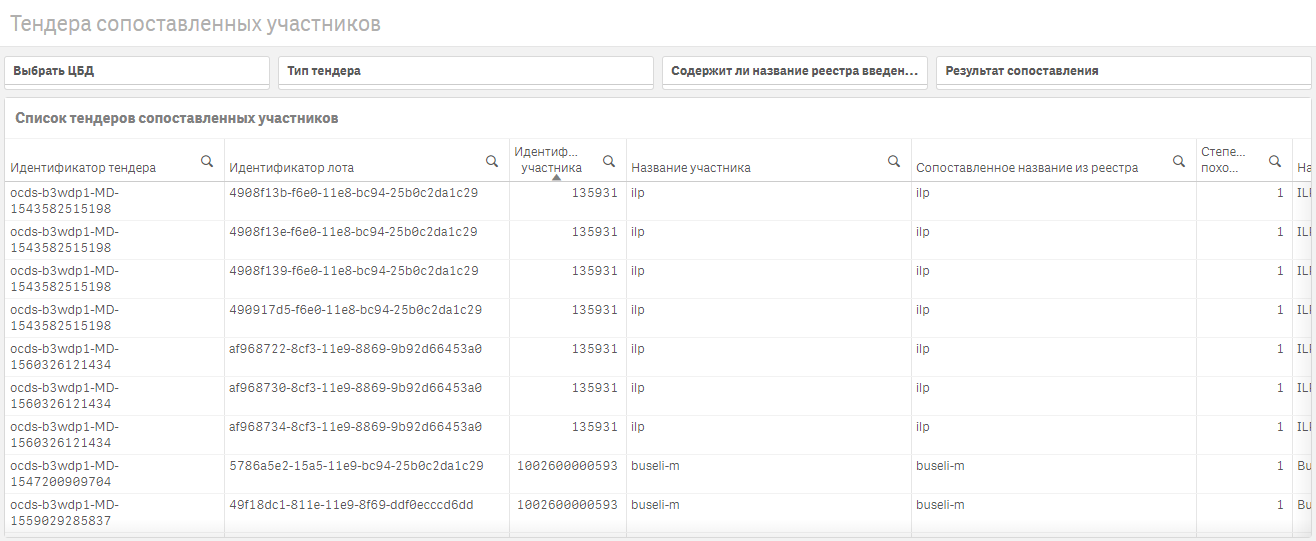 Тендера сопоставленных участников
Выбрать ЦБД
Тип тендера
Содержит ли название реестра введен...
Результат сопоставления
Список тендеров сопоставленных участников
Идентификатор тендера
Идентификатор лота
Идентиф...
участника
Название участника
Сопоставленное название из реестра
Степе...
похо...
На
ocds-b3wdp1-MD-
1543582515198
4908f13b-f6e0-11e8-bc94-25b0c2da1c29
135931
ilp
ilp
1
ILI
ocds-b3wdp1-MD-
1543582515198
4908f13e-f6e0-11e8-bc94-25b0c2da1c29
135931
ilp
ilp
1
ILI
ocds-b3wdp1-MD-
1543582515198
4908f139-f6e0-11e8-bc94-25b0c2da1c29
135931
ilp
ilp
1
ILI
ocds-b3wdp1-MD-
1543582515198
490917d5-f6e0-11e8-bc94-25b0c2da1c29
135931
ilp
ilp
1
ILI
ocds-b3wdp1-MD-
1560326121434
af968722-8cf3-11e9-8869-9b92d66453a0
135931
ilp
ilp
1
ILI
ocds-b3wdp1-MD-
1560326121434
af968730-8cf3-11e9-8869-9b92d66453a0
135931
ilp
ilp
1
ILI
ocds-b3wdp1-MD-
1560326121434
af968734-8cf3-11e9-8869-9b92d66453a0
135931
ilp
ilp
1
ILI
ocds-b3wdp1-MD-
1547200909704
5786a5e2-15a5-11e9-bc94-25b0c2da1c29
1002600000593
buseli-m
buseli-m
1
Bu
ocds-b3wdp1-MD-
1559029285837
49f18dc1-811e-11e9-8f69-ddf0ecccd6dd
1002600000593
buseli-m
buseli-m
1
Bu